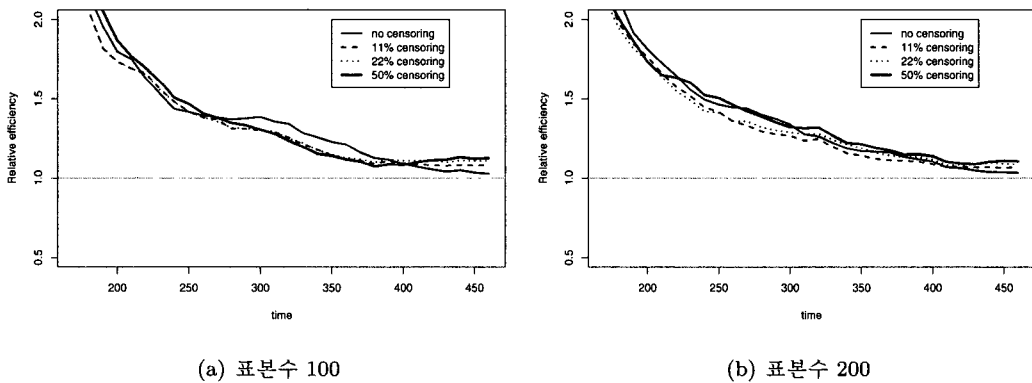 2.0
1.5
1.0
0.5
Relative efficiency
no censoring
11% censoring
22% censoring
50% censoring
200 250 300 350 400 450
time
(a) 표본수 100
2.0
1.5
1.0
0.5
Relative efficiency
no censoring
11% censoring
22% censoring
50% censoring
200 250 300 350 400 450
time
(b) 표본수 200